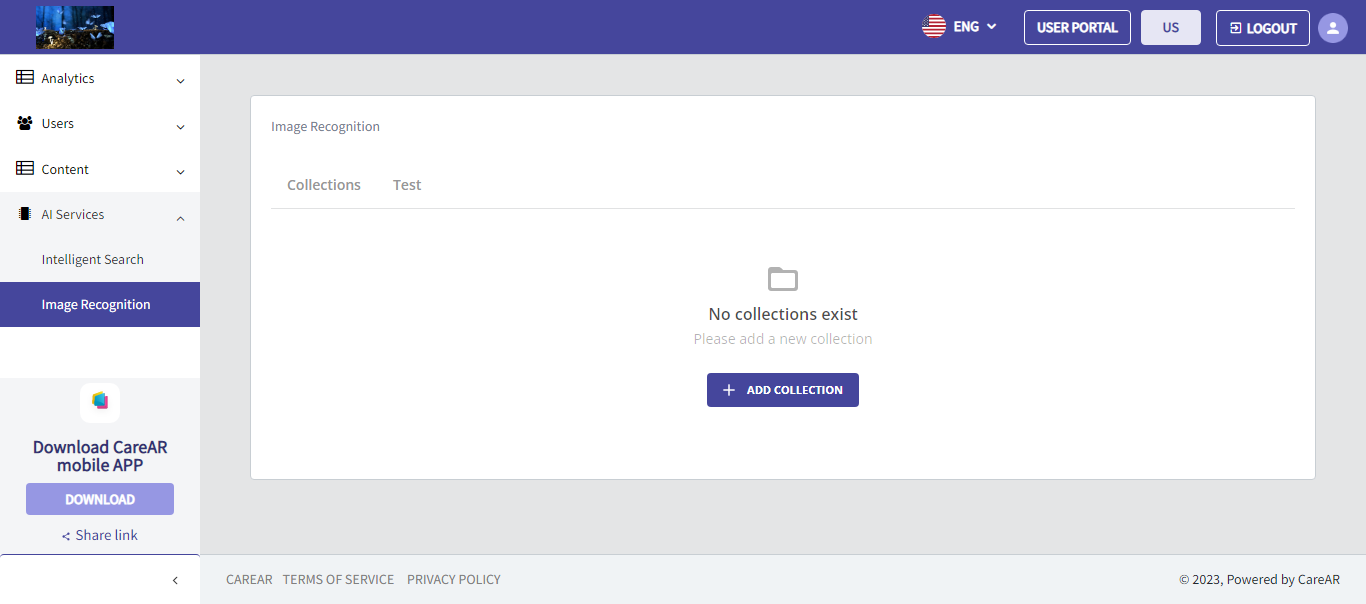 ENG
USER PORTAL
US
LOGOUT
Analytics
Users
Content
AI Services
Intelligent Search
Image Recognition
Download CareAR
mobile APP
DOWNLOAD
Share link
Image Recognition
Collections Test
No collections exist
Please add a new collection
ADD COLLECTION
CAREAR TERMS OF SERVICE PRIVACY POLICY
© 2023, Powered by CareAR